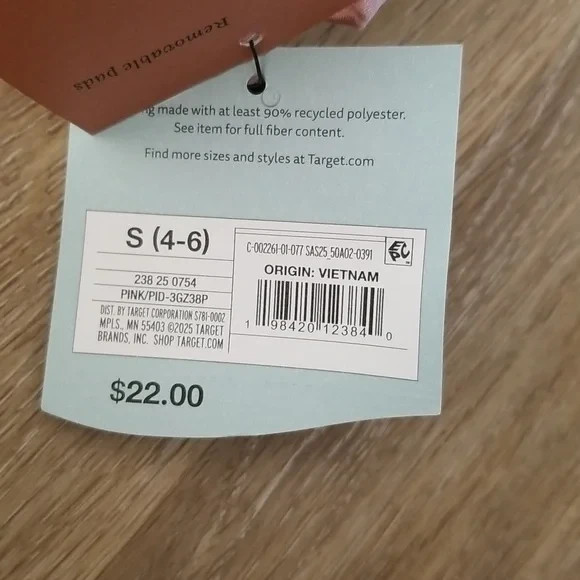 Removable pads
made with at least 90% recycled polyester.
See item for full fiber content.
Find more sizes and styles at Target.com
S (4-6)
238 25 0754
PINK/PID-3GZ38P
DIST. BY TARGET CORPORATION S781-0002
MPLS., MN 55403 ©2025 TARGET
BRANDS, INC. SHOP TARGET.COM
C-002261-01-077 SAS25_50A02-0391
ORIGIN: VIETNAM
1 98420 12384 0
$22.00